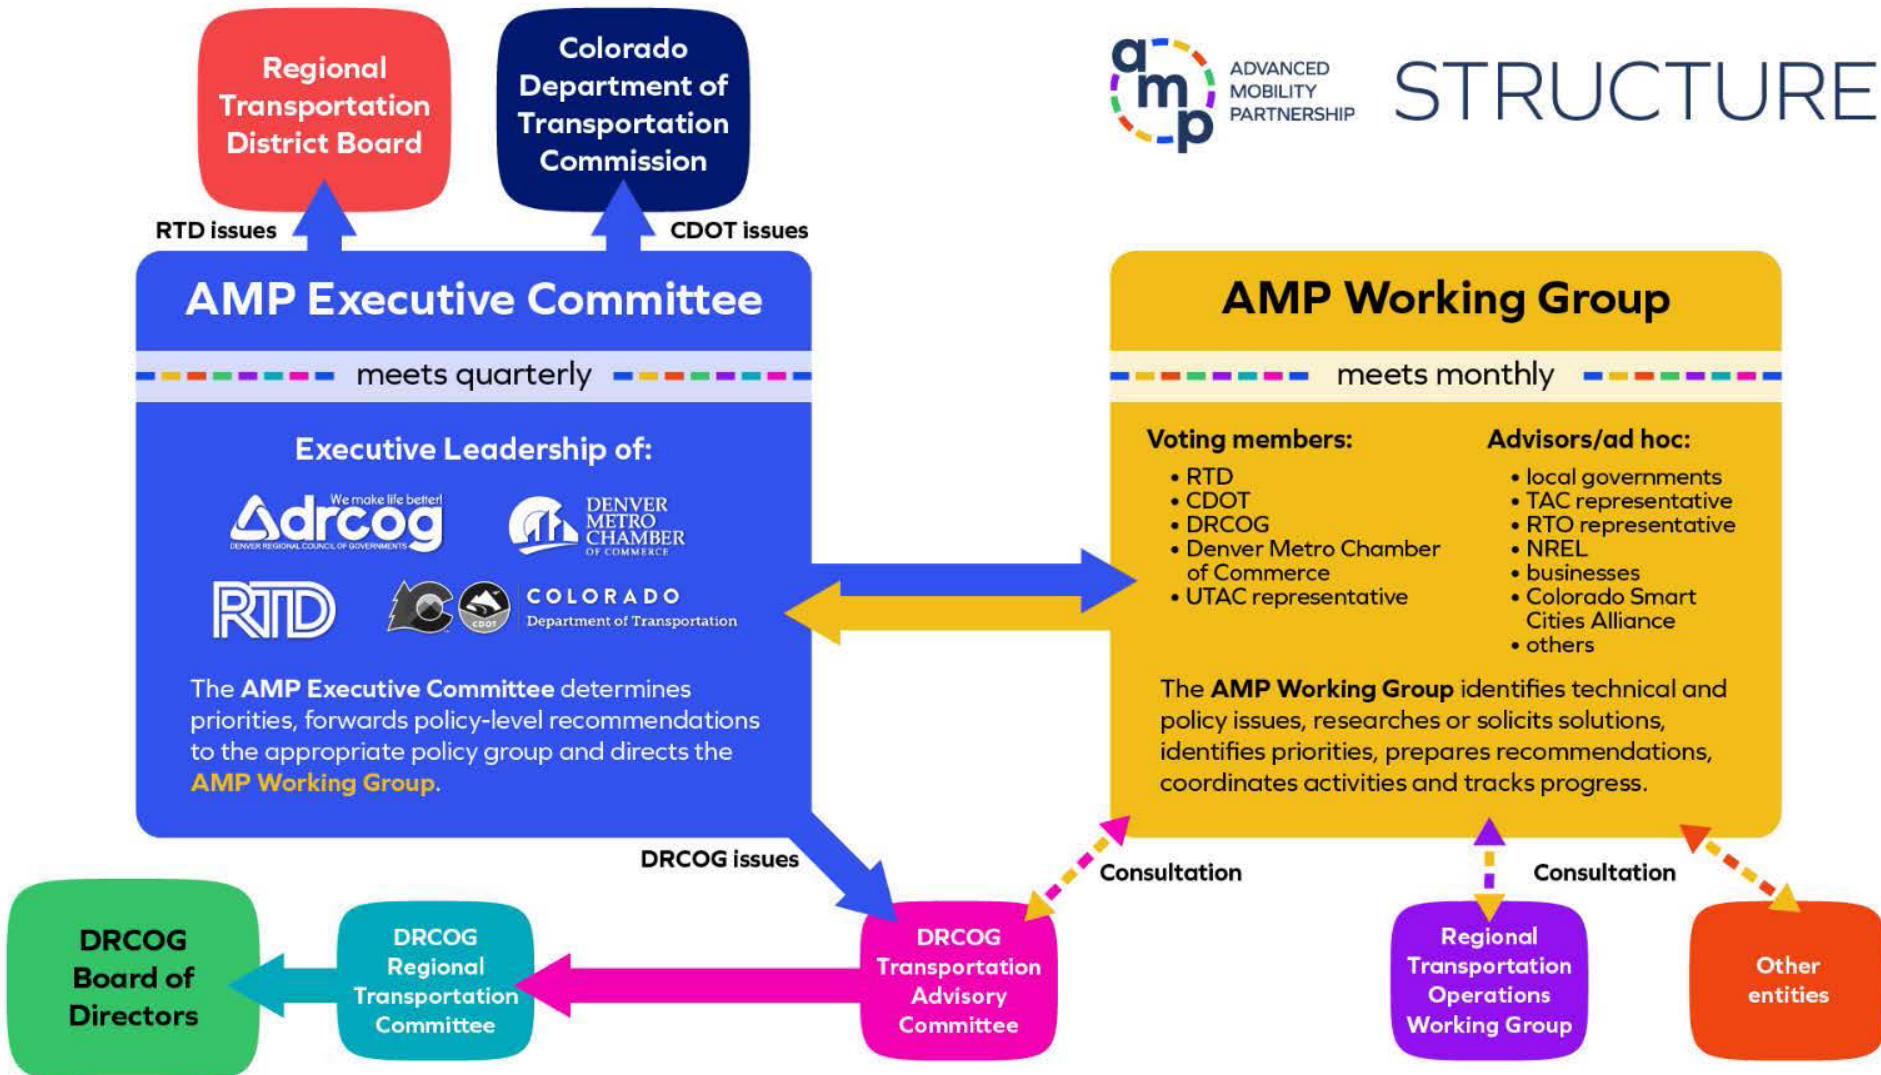 Regional
Transportation
District Board
Colorado
Department of
Transportation
Commission
amp
ADVANCED
MOBILITY
PARTNERSHIP
STRUCTURE
RTD issues
CDOT issues
AMP Executive Committee
meets quarterly
Executive Leadership of:
We make life better!
drcog
DENVER REGIONAL COUNCIL OF GOVERNMENTS
DENVER
METRO
CHAMBER
OF COMMERCE
RTD
CDOT
COLORADO
Department of Transportation
The AMP Executive Committee determines
priorities, forwards policy-level recommendations
to the appropriate policy group and directs the
AMP Working Group.
AMP Working Group
meets monthly
Voting members:
• RTD
• CDOT
• DRCOG
• Denver Metro Chamber
of Commerce
• UTAC representative
Advisors/ad hoc:
• local governments
• TAC representative
• RTO representative
• NREL
• businesses
• Colorado Smart
Cities Alliance
• others
The AMP Working Group identifies technical and
policy issues, researches or solicits solutions,
identifies priorities, prepares recommendations,
coordinates activities and tracks progress.
DRCOG issues
Consultation
Consultation
DRCOG
Board of
Directors
DRCOG
Regional
Transportation
Committee
DRCOG
Transportation
Advisory
Committee
Regional
Transportation
Operations
Working Group
Other
entities